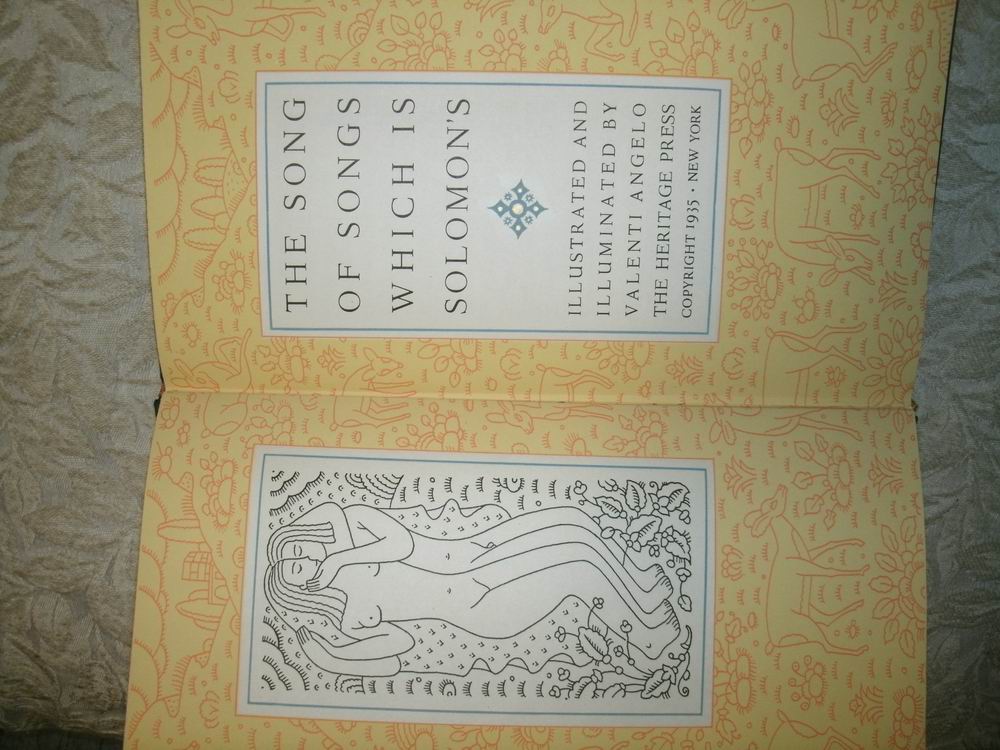 THE SONG
OF SONGS
WHICH IS
SOLOMON'S
ILLUSTRATED AND
ILLUMINATED BY
VALENTI ANGELO
THE HERITAGE PRESS
COPYRIGHT 1935 · NEW YORK